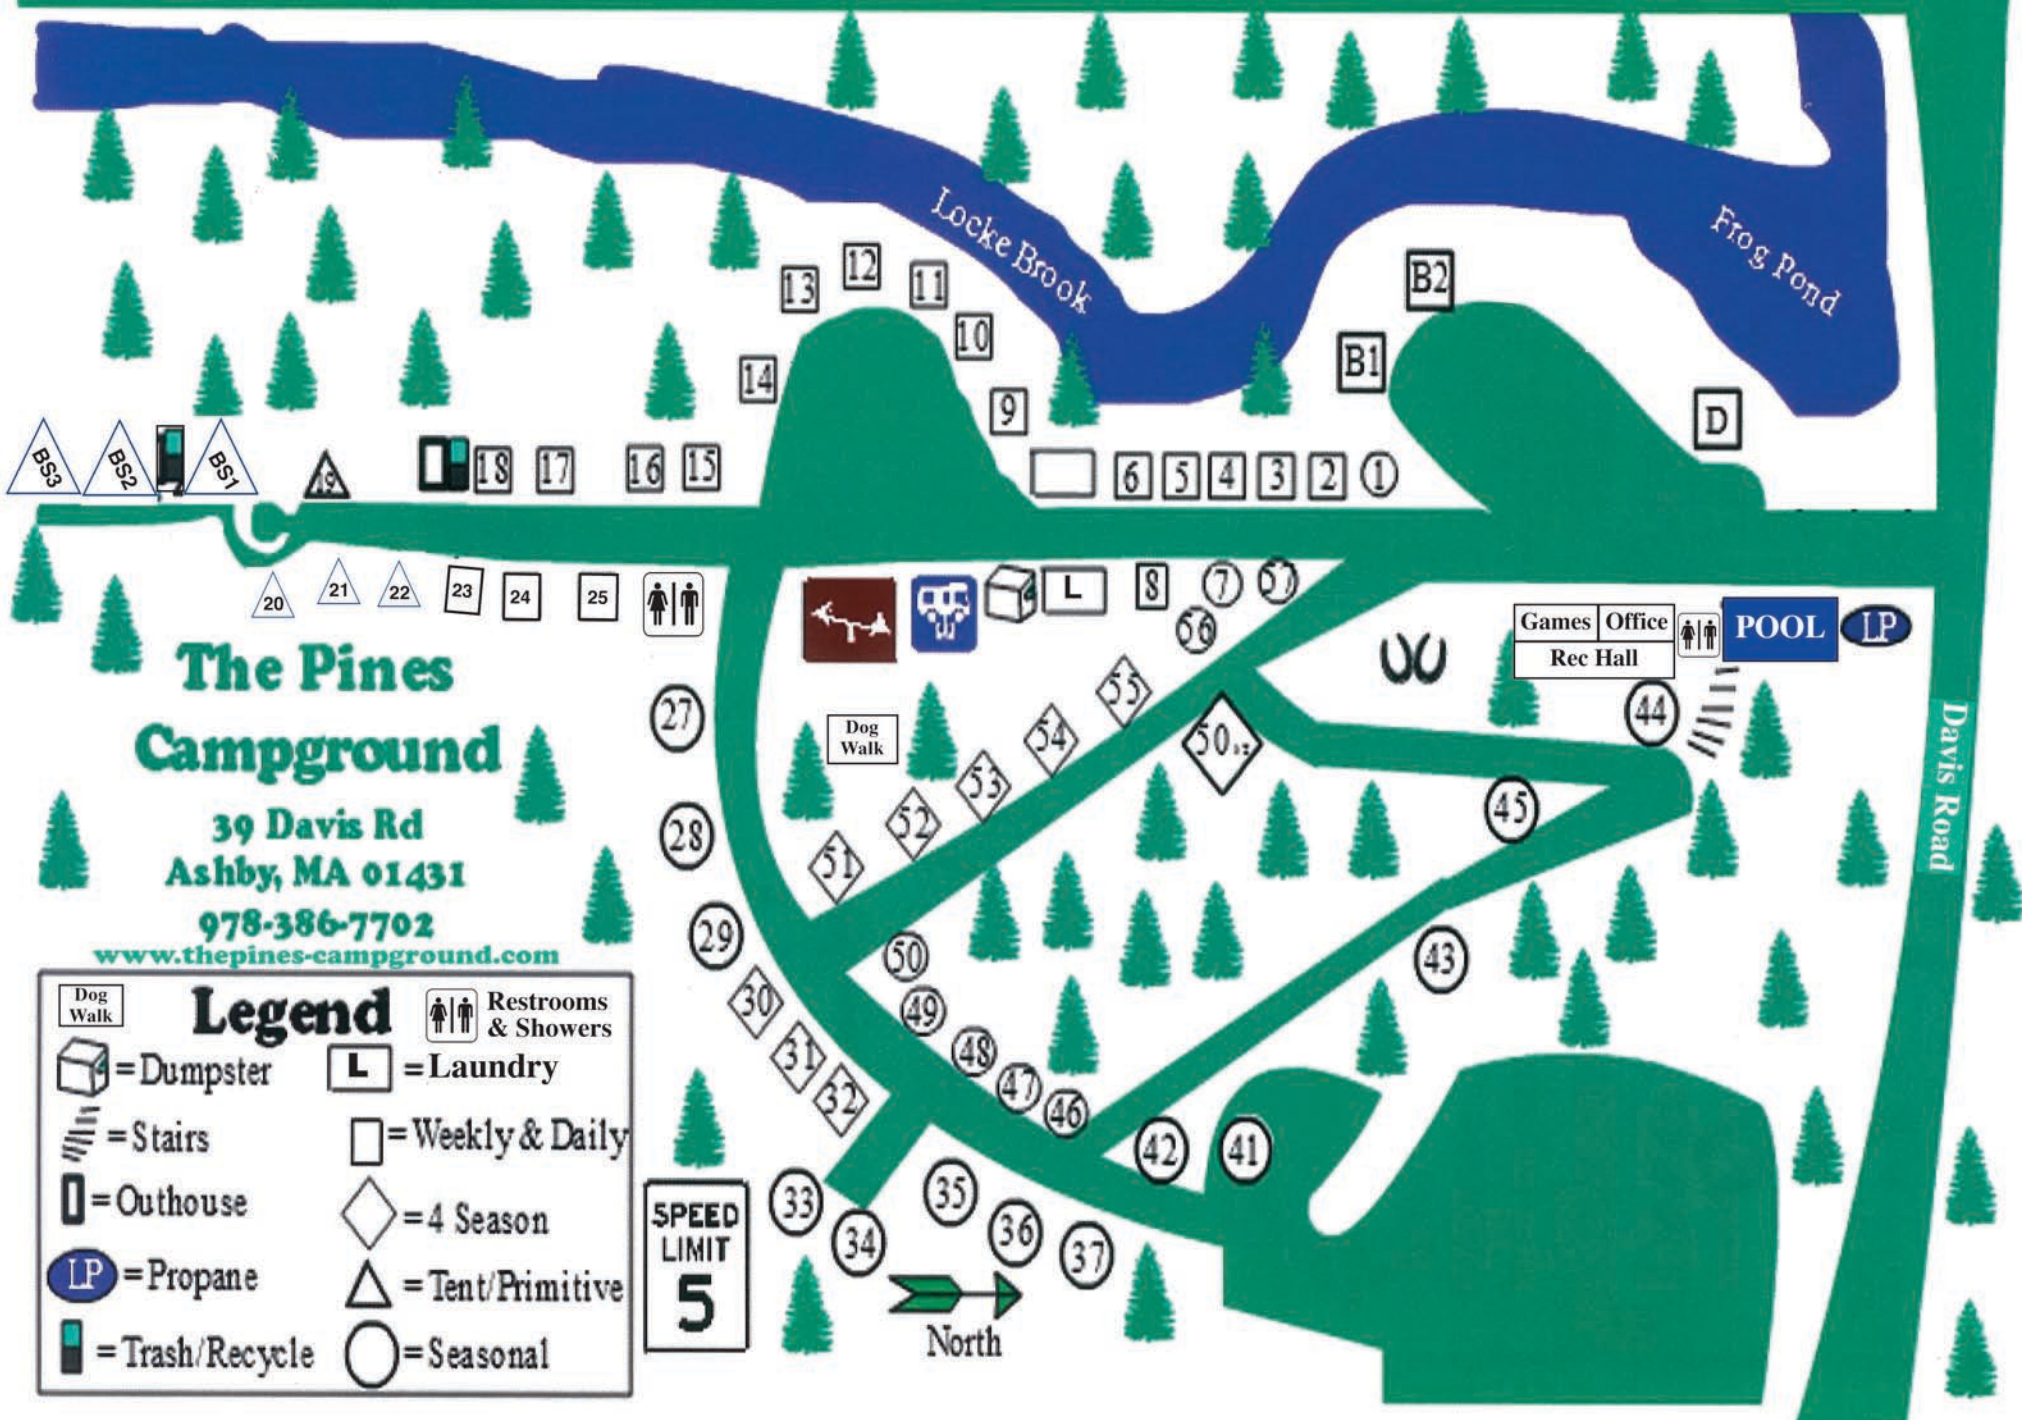 Locke Brook
Frog Pond
B2
B1
D
13
12
11
10
14
9
BS3
BS2
BS1
19
18
17
16
15
6
5
4
3
2
1
20
21
22
23
24
25
L
8
7
57
56
Games
Office
Rec Hall
POOL
LP
The Pines
Campground
39 Davis Rd
Ashby, MA 01431
978-386-7702
www.thepines-campground.com
27
28
29
30
31
32
33
34
35
36
37
Dog
Walk
55
54
53
52
51
50
44
45
43
50
49
48
47
46
42
41
Davis Road
Dog
Walk
Legend
Restrooms
& Showers
=Dumpster
L =Laundry
=Stairs
=Weekly & Daily
=Outhouse
=4 Season
LP =Propane
=Tent/Primitive
=Trash/Recycle
=Seasonal
SPEED
LIMIT
5
North